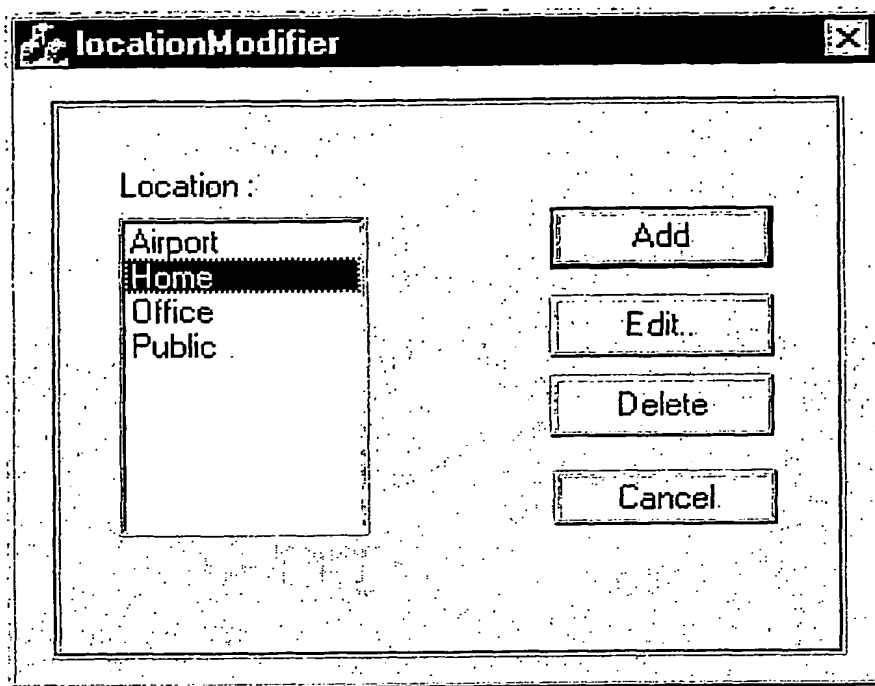 locationModifier
Location :
Airport
Home
Office
Public
Add
Edit...
Delete
Cancel